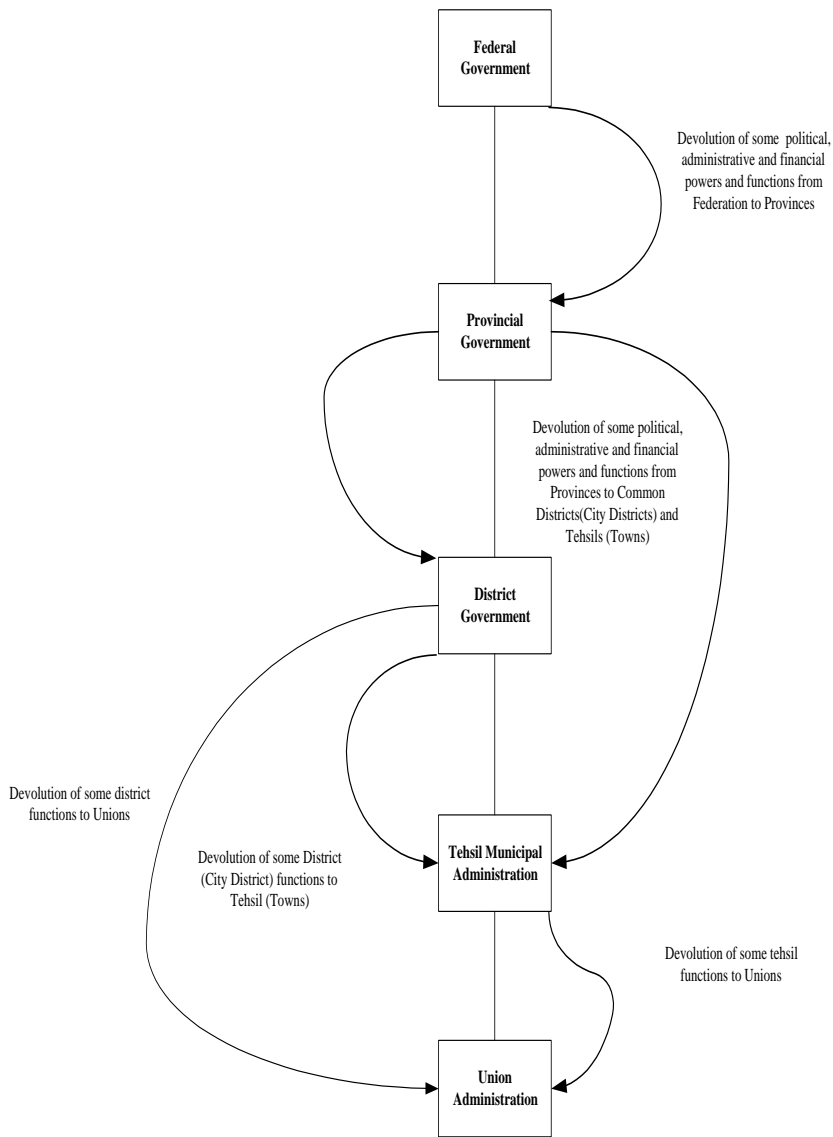 Federal
Government
Devolution of some political,
administrative and financial
powers and functions from
Federation to Provinces
Provincial
Government
Devolution of some political,
administrative and financial
powers and functions from
Provinces to Common
Districts(City Districts) and
Tehsils (Towns)
District
Government
Devolution of some district
functions to Unions
Devolution of some District
(City District) functions to
Tehsil (Towns)
Tehsil Municipal
Administration
Devolution of some tehsil
functions to Unions
Union
Administration